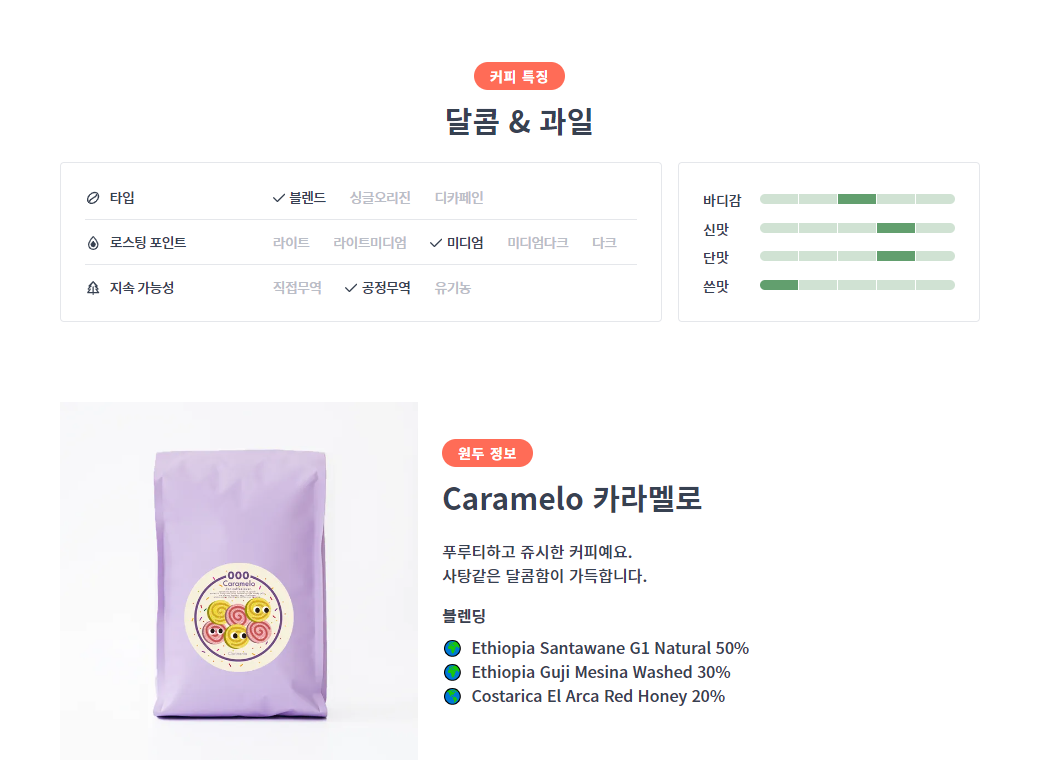 커피 특징
달콤 & 과일
타입 블렌드 싱글오리진 디카페인
로스팅 포인트 라이트 라이트미디엄 미디엄 미디엄다크 다크
지속 가능성 직접무역 공정무역 유기농
바디감
신맛
단맛
쓴맛
원두 정보
Caramelo 카라멜로
푸루티하고 쥬시한 커피예요.
사탕같은 달콤함이 가득합니다.
블렌딩
Ethiopia Santawane G1 Natural 50%
Ethiopia Guji Mesina Washed 30%
Costarica El Arca Red Honey 20%
000
Caramelo
Caramelo